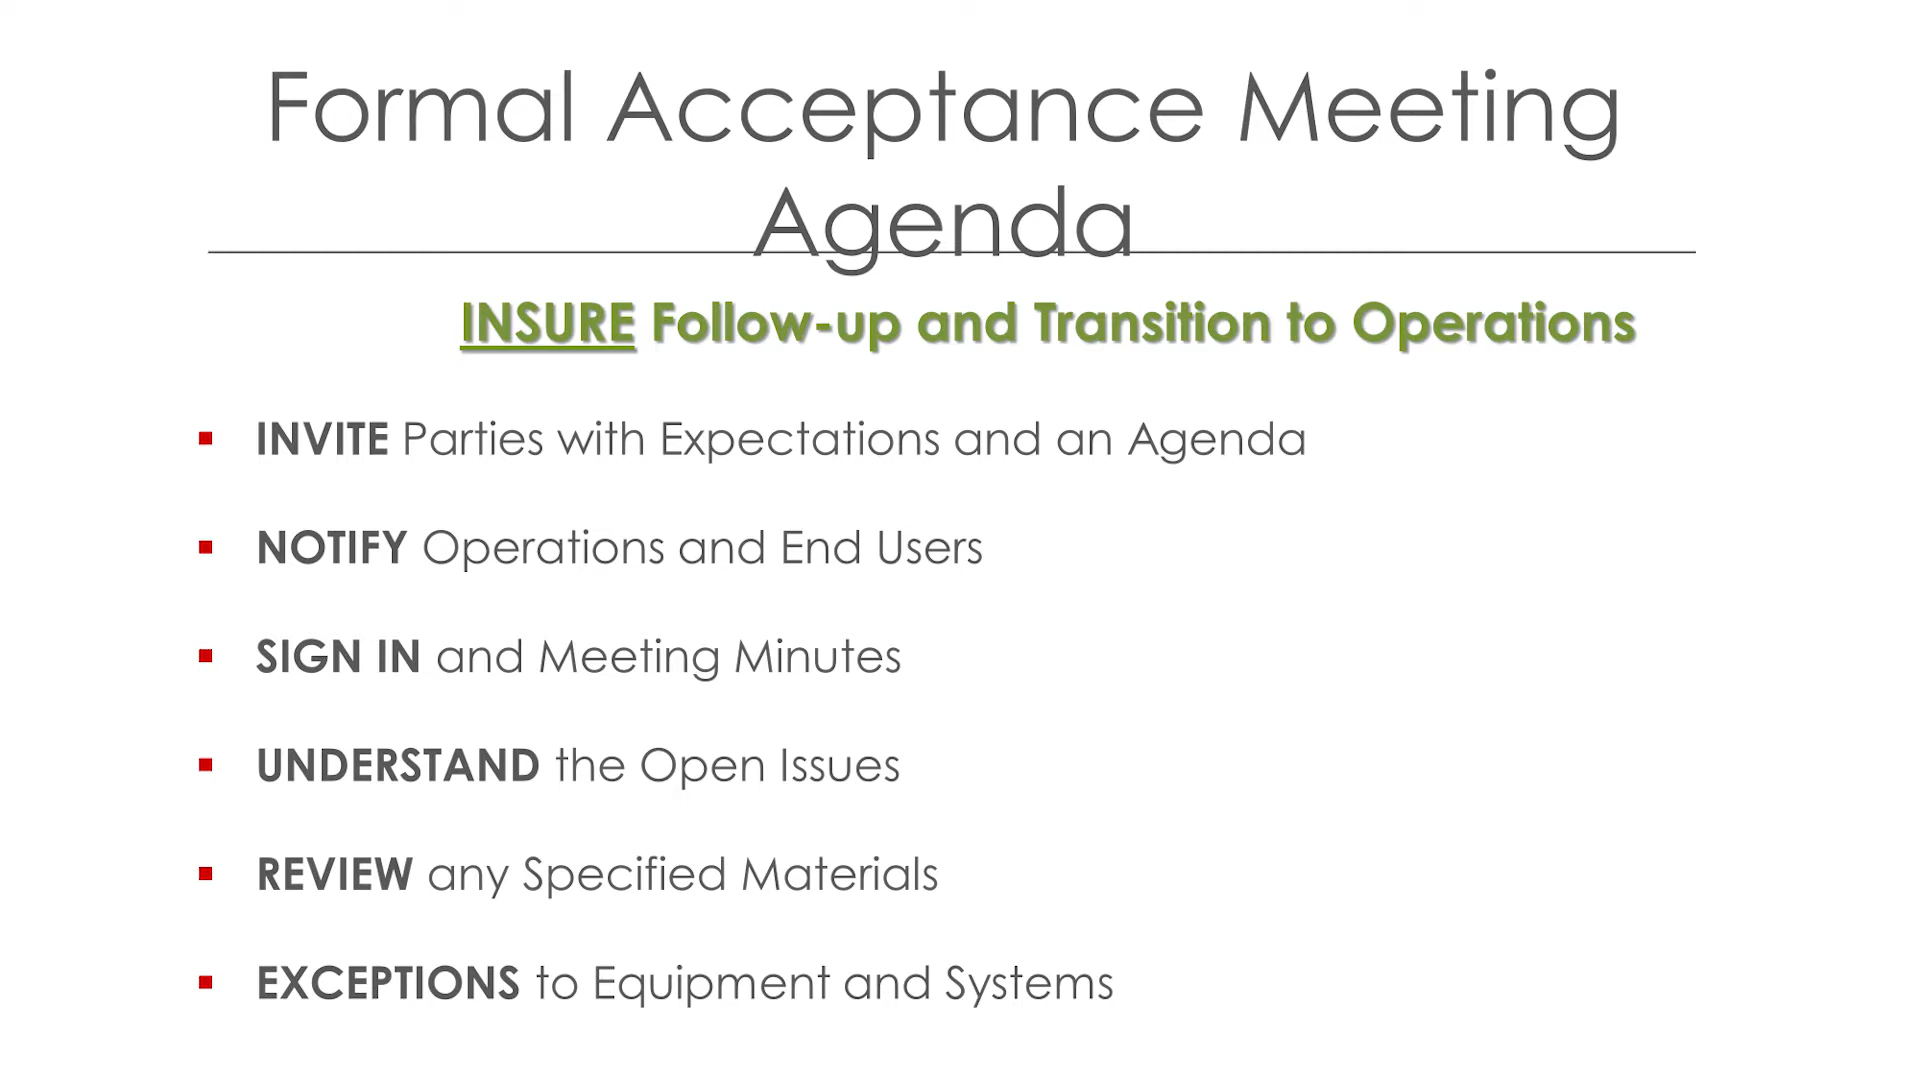 Formal Acceptance Meeting
Agenda
INSURE Follow-up and Transition to Operations
▪ INVITE Parties with Expectations and an Agenda
▪ NOTIFY Operations and End Users
▪ SIGN IN and Meeting Minutes
▪ UNDERSTAND the Open Issues
▪ REVIEW any Specified Materials
▪ EXCEPTIONS to Equipment and Systems